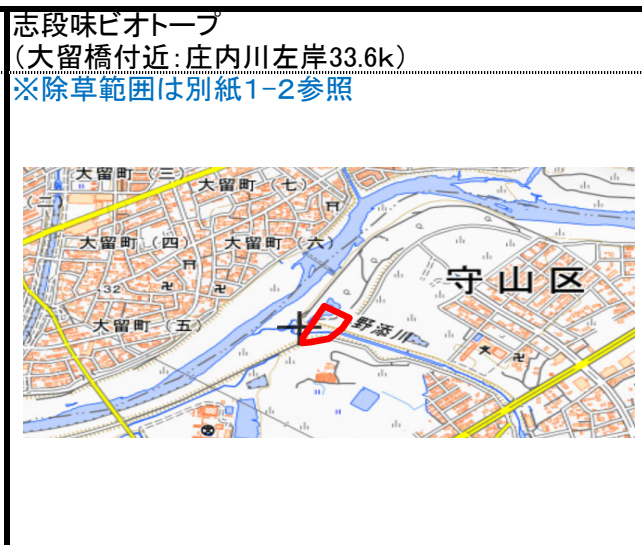 志段味ビオトープ
(大留橋付近:庄内川左岸33.6k)
※除草範囲は別紙1-2参照
大留町(三)
大留町(七)
(二)
大留町(四)
大留町(六)
守山区
.32
大留町(五)
野添川